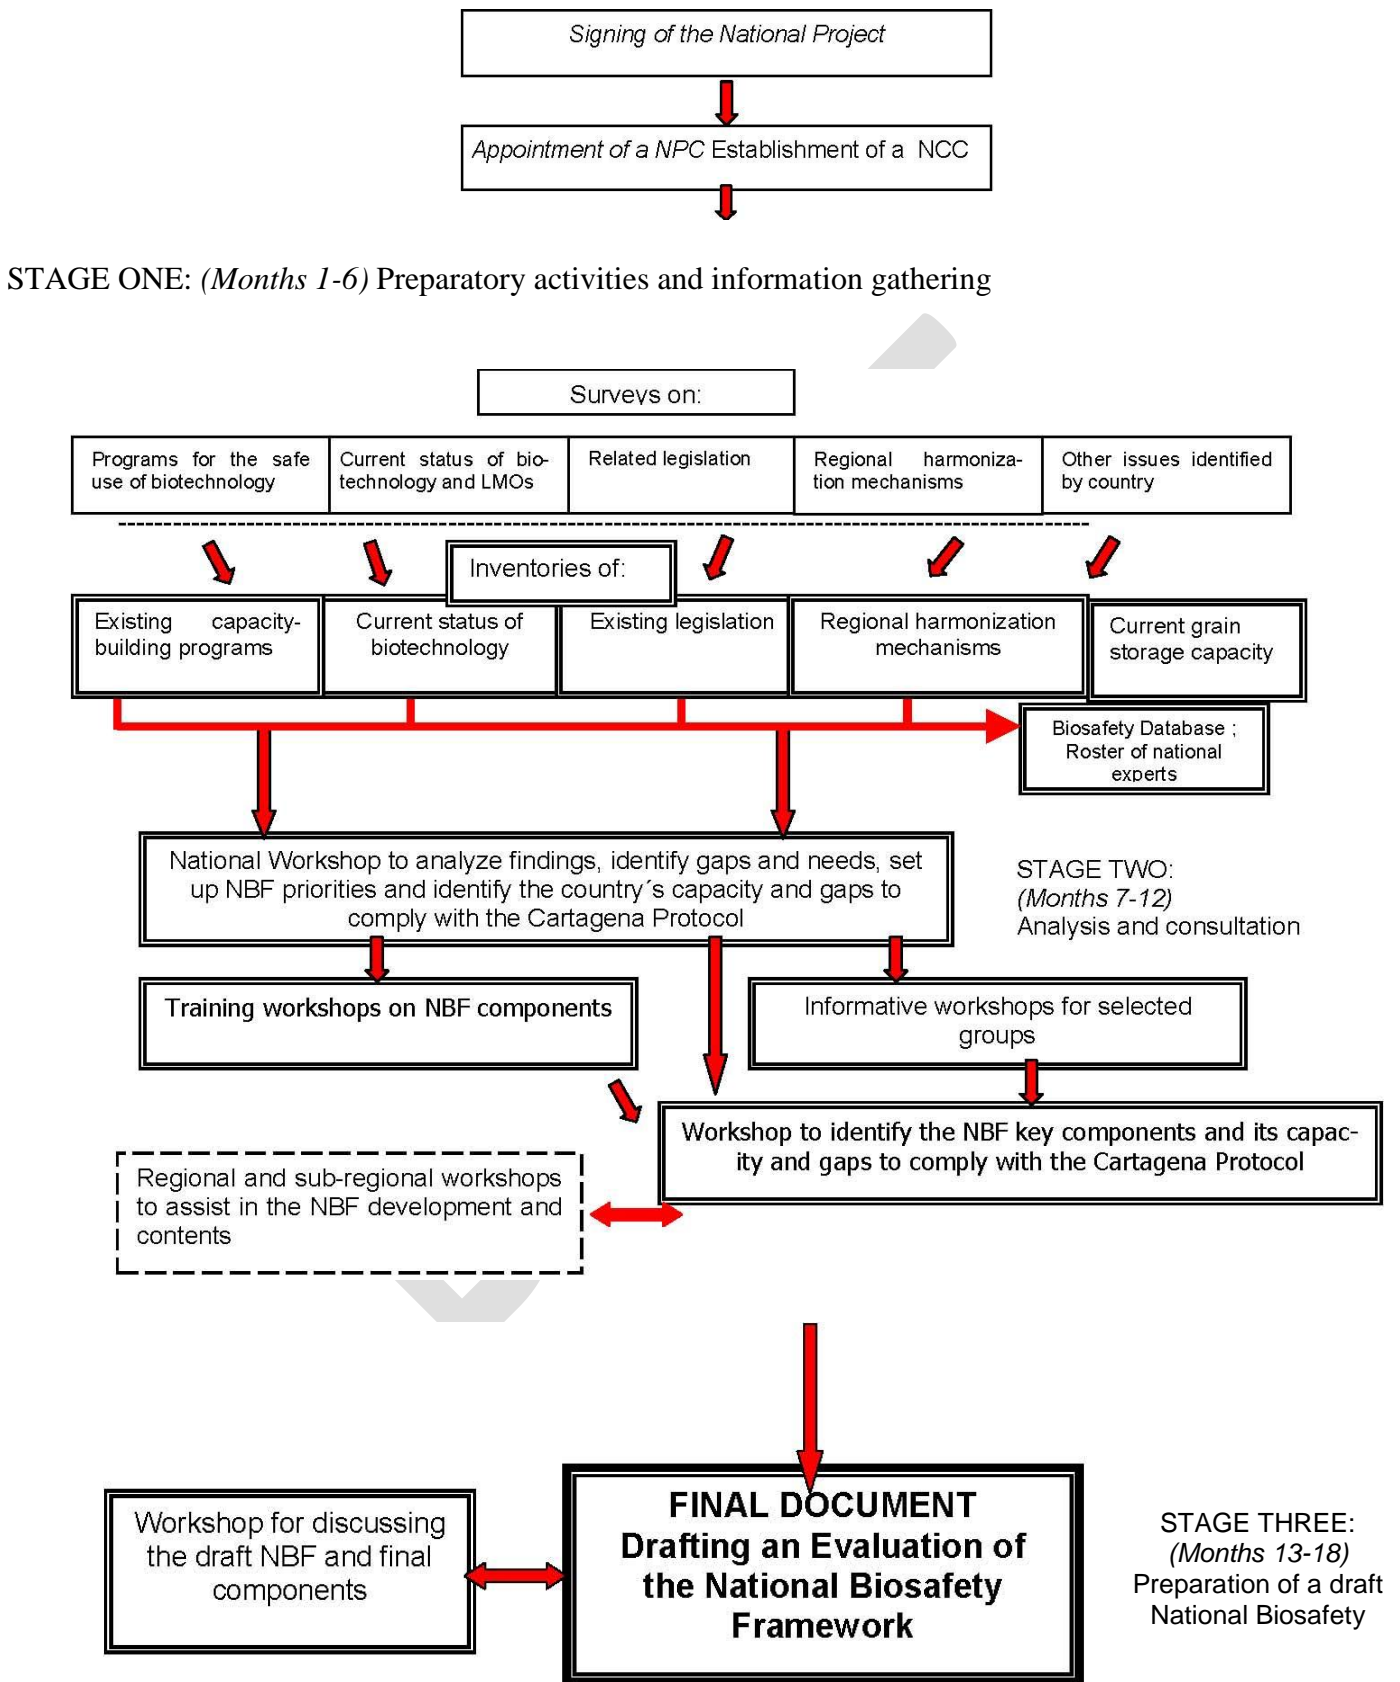 Signing of the National Project
Appointment of a NPC Establishment of a NCC
STAGE ONE: (Months 1-6) Preparatory activities and information gathering
Surveys on:
Programs for the safe
use of biotechnology
Current status of bio-
technology and LMOs
Related legislation
Regional harmoniza-
tion mechanisms
Other issues identified
by country
Inventories of:
Existing capacity-
building programs
Current status of
biotechnology
Existing legislation
Regional harmonization
mechanisms
Current grain
storage capacity
Biosafety Database ;
Roster of national
experts
National Workshop to analyze findings, identify gaps and needs, set
up NBF priorities and identify the country´s capacity and gaps to
comply with the Cartagena Protocol
STAGE TWO:
(Months 7-12)
Analysis and consultation
Training workshops on NBF components
Informative workshops for selected
groups
Workshop to identify the NBF key components and its capac-
ity and gaps to comply with the Cartagena Protocol
Regional and sub-regional workshops
to assist in the NBF development and
contents
Workshop for discussing
the draft NBF and final
components
FINAL DOCUMENT
Drafting an Evaluation of
the National Biosafety
Framework
STAGE THREE:
(Months 13-18)
Preparation of a draft
National Biosafety